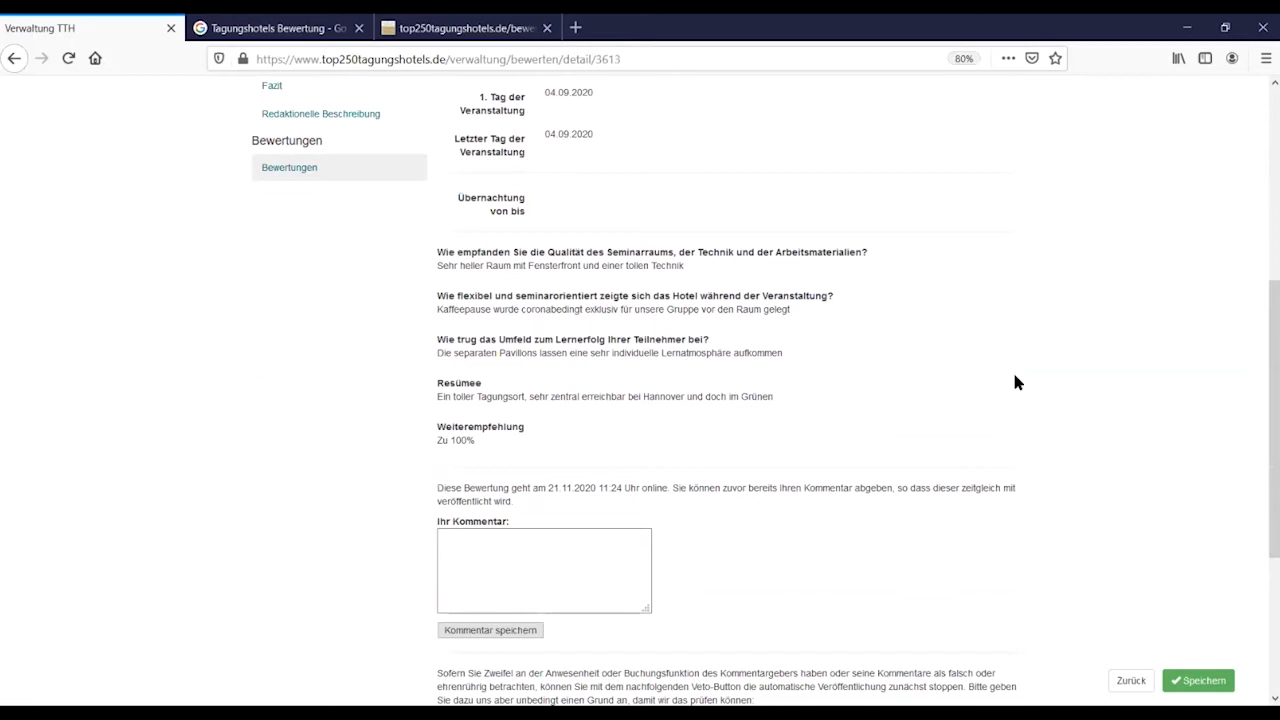 Verwaltung TTH
Tagungshotels Bewertung - Go
top250tagungshotels.de/bewe
https://www.top250tagungshotels.de/verwaltung/bewerten/detail/3613
80%
Fazit
Redaktionelle Beschreibung
Bewertungen
Bewertungen
1. Tag der
Veranstaltung
04.09.2020
Letzter Tag der
Veranstaltung
04.09.2020
Übernachtung
von bis
Wie empfanden Sie die Qualität des Seminarraums, der Technik und der Arbeitsmaterialien?
Sehr heller Raum mit Fensterfront und einer tollen Technik
Wie flexibel und seminarorientiert zeigte sich das Hotel während der Veranstaltung?
Kaffeepause wurde coronabedingt exklusiv für unsere Gruppe vor den Raum gelegt
Wie trug das Umfeld zum Lernerfolg Ihrer Teilnehmer bei?
Die separaten Pavillons lassen eine sehr individuelle Lernatmosphäre aufkommen
Resümee
Ein toller Tagungsort, sehr zentral erreichbar bei Hannover und doch im Grünen
Weiterempfehlung
Zu 100%
Diese Bewertung geht am 21.11.2020 11:24 Uhr online. Sie können zuvor bereits Ihren Kommentar abgeben, so dass dieser zeitgleich mit
veröffentlicht wird.
Ihr Kommentar:
Kommentar speichern
Sofern Sie Zweifel an der Anwesenheit oder Buchungsfunktion des Kommentargebers haben oder seine Kommentare als falsch oder
ehrenrührig betrachten, können Sie mit dem nachfolgenden Veto-Button die automatische Veröffentlichung zunächst stoppen. Bitte geben
Sie dazu uns aber unbedingt einen Grund an, damit wir das prüfen können:
Zurück
Speichern